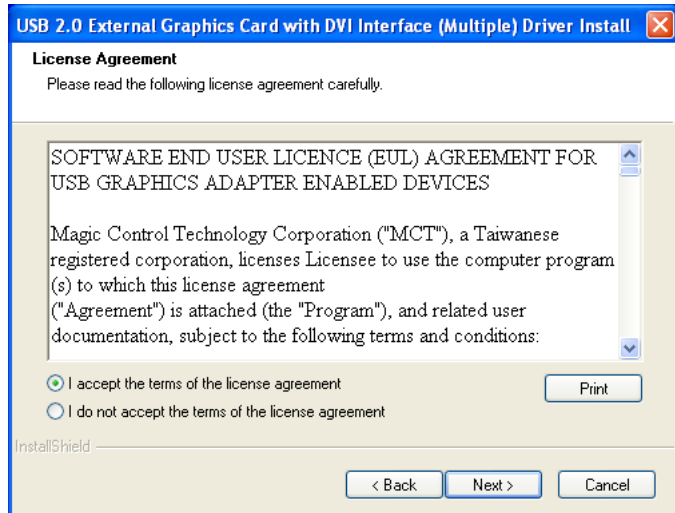 USB 2.0 External Graphics Card with DVI Interface (Multiple) Driver Install
License Agreement
Please read the following license agreement carefully.
SOFTWARE END USER LICENCE (EUL) AGREEMENT FOR
USB GRAPHICS ADAPTER ENABLED DEVICES
Magic Control Technology Corporation ("MCT"), a Taiwanese
registered corporation, licenses Licensee to use the computer program
(s) to which this license agreement
("Agreement") is attached (the "Program"), and related user
documentation, subject to the following terms and conditions:
I accept the terms of the license agreement
Print
I do not accept the terms of the license agreement
InstallShield
< Back
Next >
Cancel